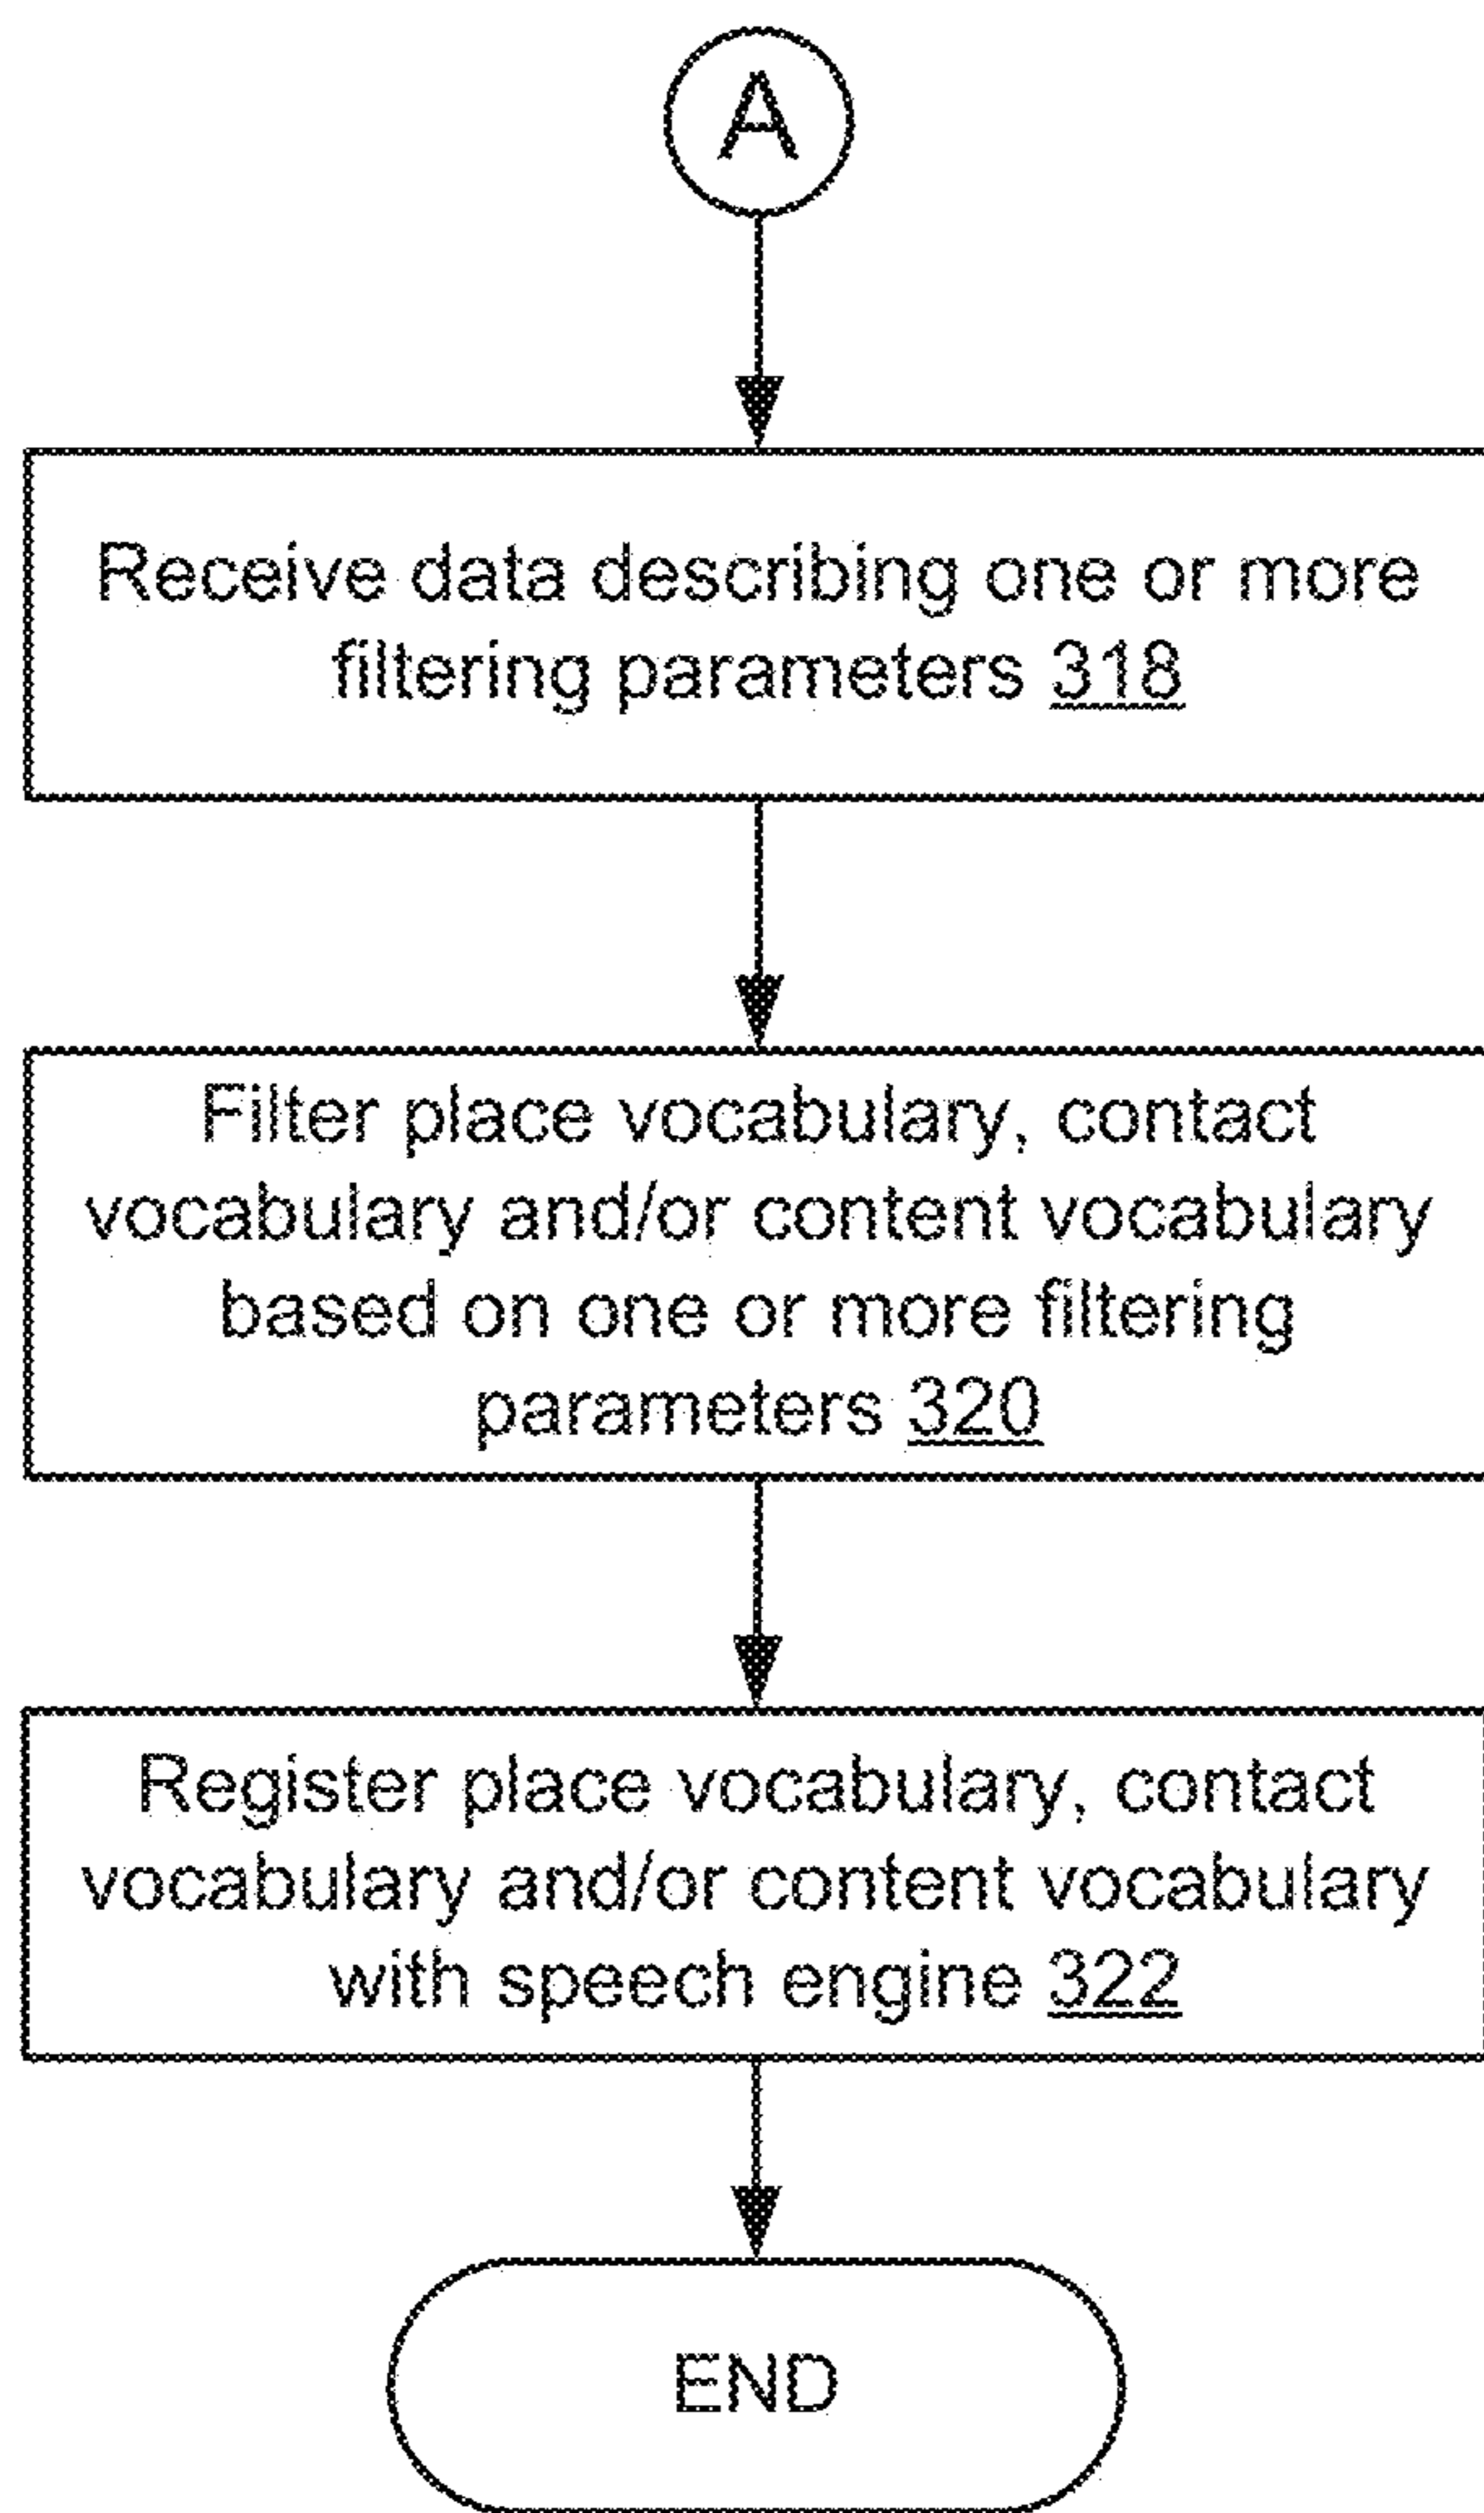 A
Receive data describing one or more
filtering parameters 318
Filter place vocabulary, contact
vocabulary and/or content vocabulary
based on one or more filtering
parameters 320
Register place vocabulary, contact
vocabulary and/or content vocabulary
with speech engine 322
END